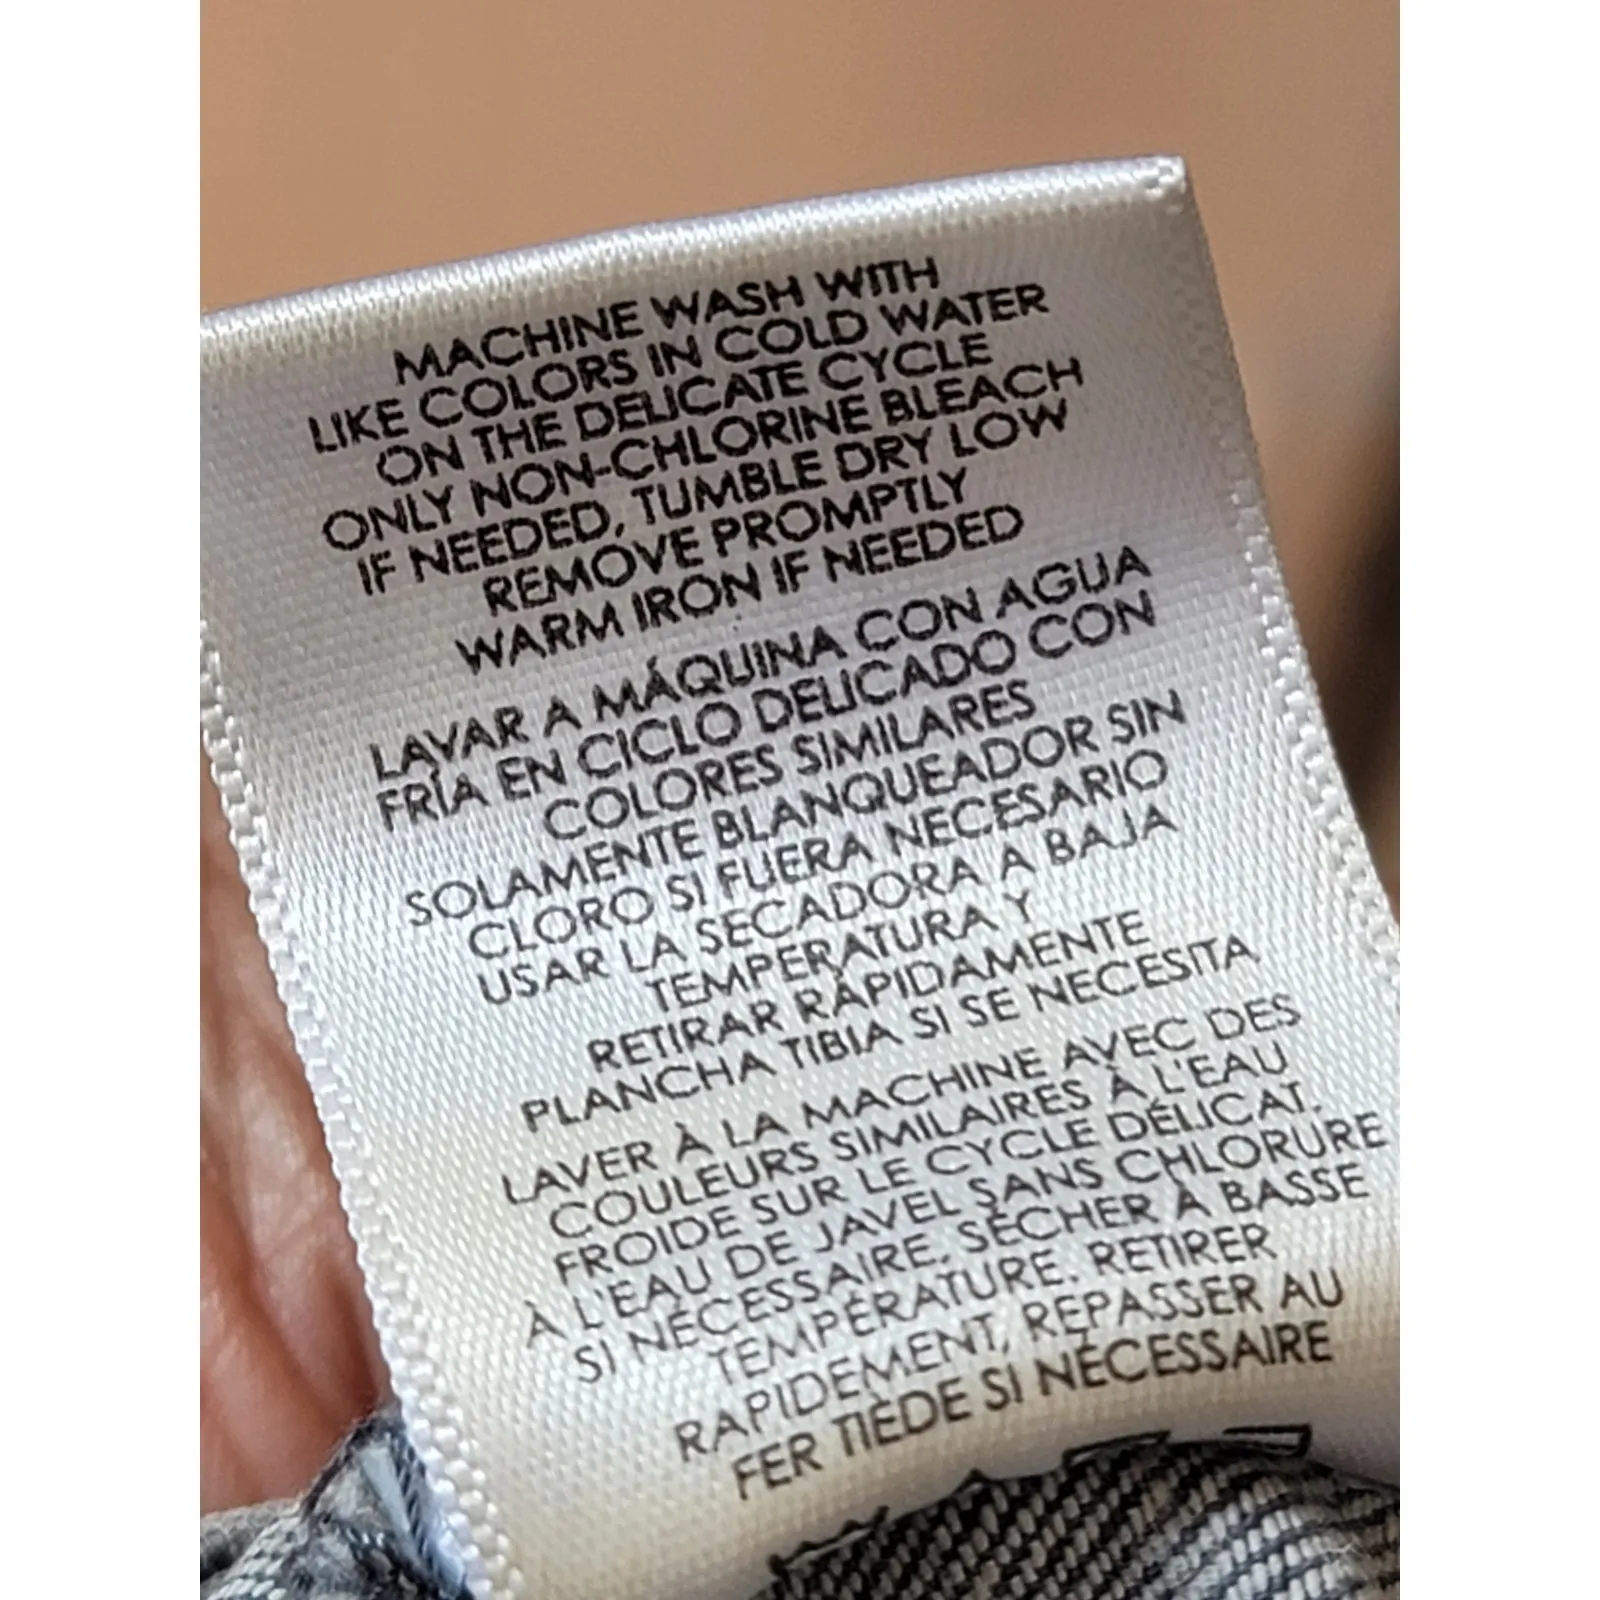 MACHINE WASH WITH
LIKE COLORS IN COLD WATER
ON THE DELICATE CYCLE
ONLY NON-CHLORINE BLEACH
IF NEEDED, TUMBLE DRY LOW
REMOVE PROMPTLY
WARM IRON IF NEEDED
LAVAR A MÁQUINA CON AGUA
FRÍA EN CICLO DELICADO CON
COLORES SIMILARES
SOLAMENTE BLANQUEADOR SIN
CLORO SI FUERA NECESARIO
USAR LA SECADORA A BAJA
TEMPERATURA Y
RETIRAR RÁPIDAMENTE
PLANCHA TIBIA SI SE NECESITA
LAVER À LA MACHINE AVEC DES
COULEURS SIMILAIRES À L'EAU
FROIDE SUR LE CYCLE DÉLICAT.
À L'EAU DE JAVEL SANS CHLORURE
SI NÉCESSAIRE. SÉCHER À BASSE
TEMPÉRATURE. RETIRER
RAPIDEMENT, REPASSER AU
FER TIÈDE SI NÉCESSAIRE